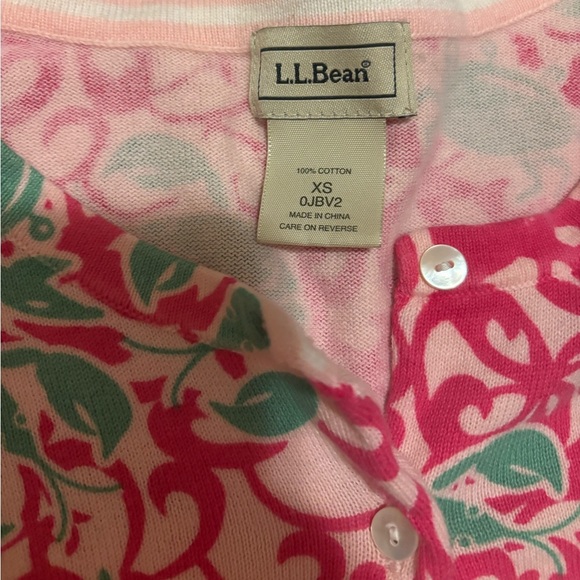 L.L.Bean®
100% COTTON
XS
0JBV2
MADE IN CHINA
CARE ON REVERSE